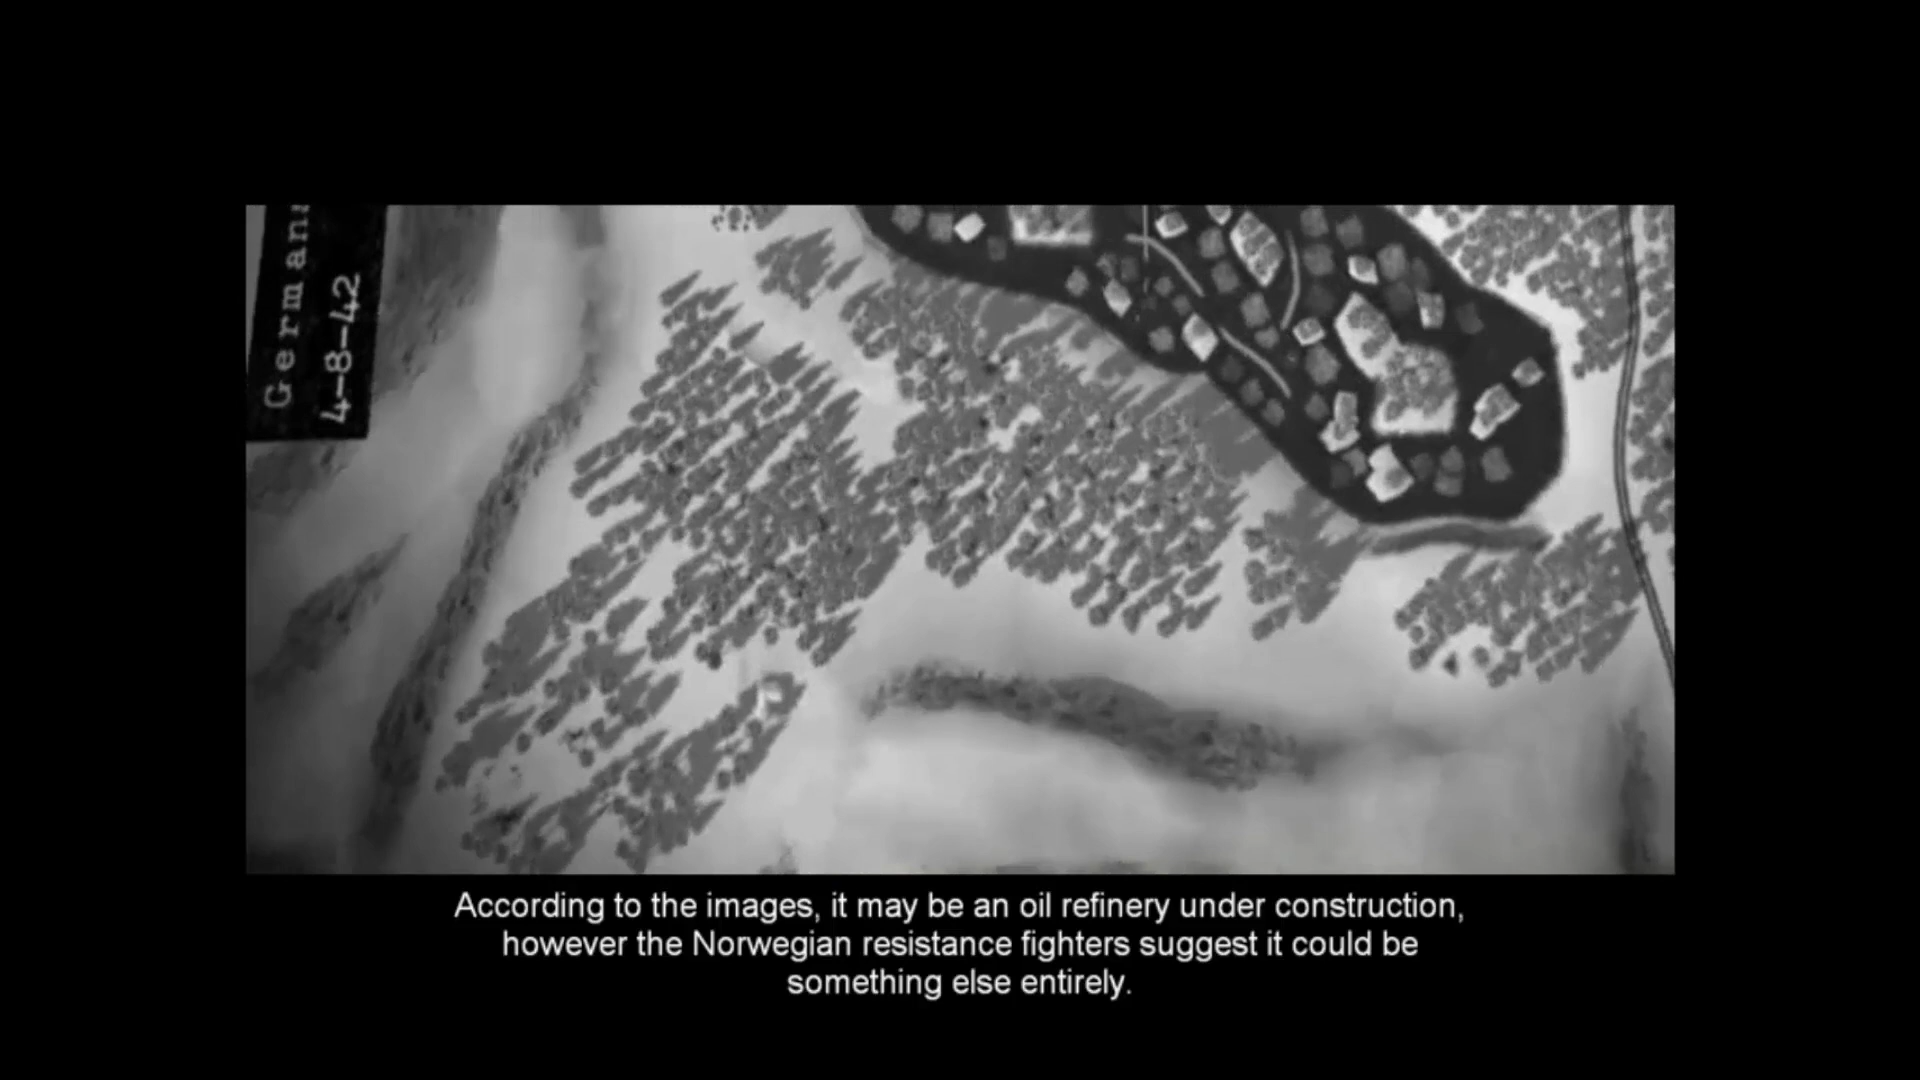 German
4-8-42
According to the images, it may be an oil refinery under construction,
however the Norwegian resistance fighters suggest it could be
something else entirely.